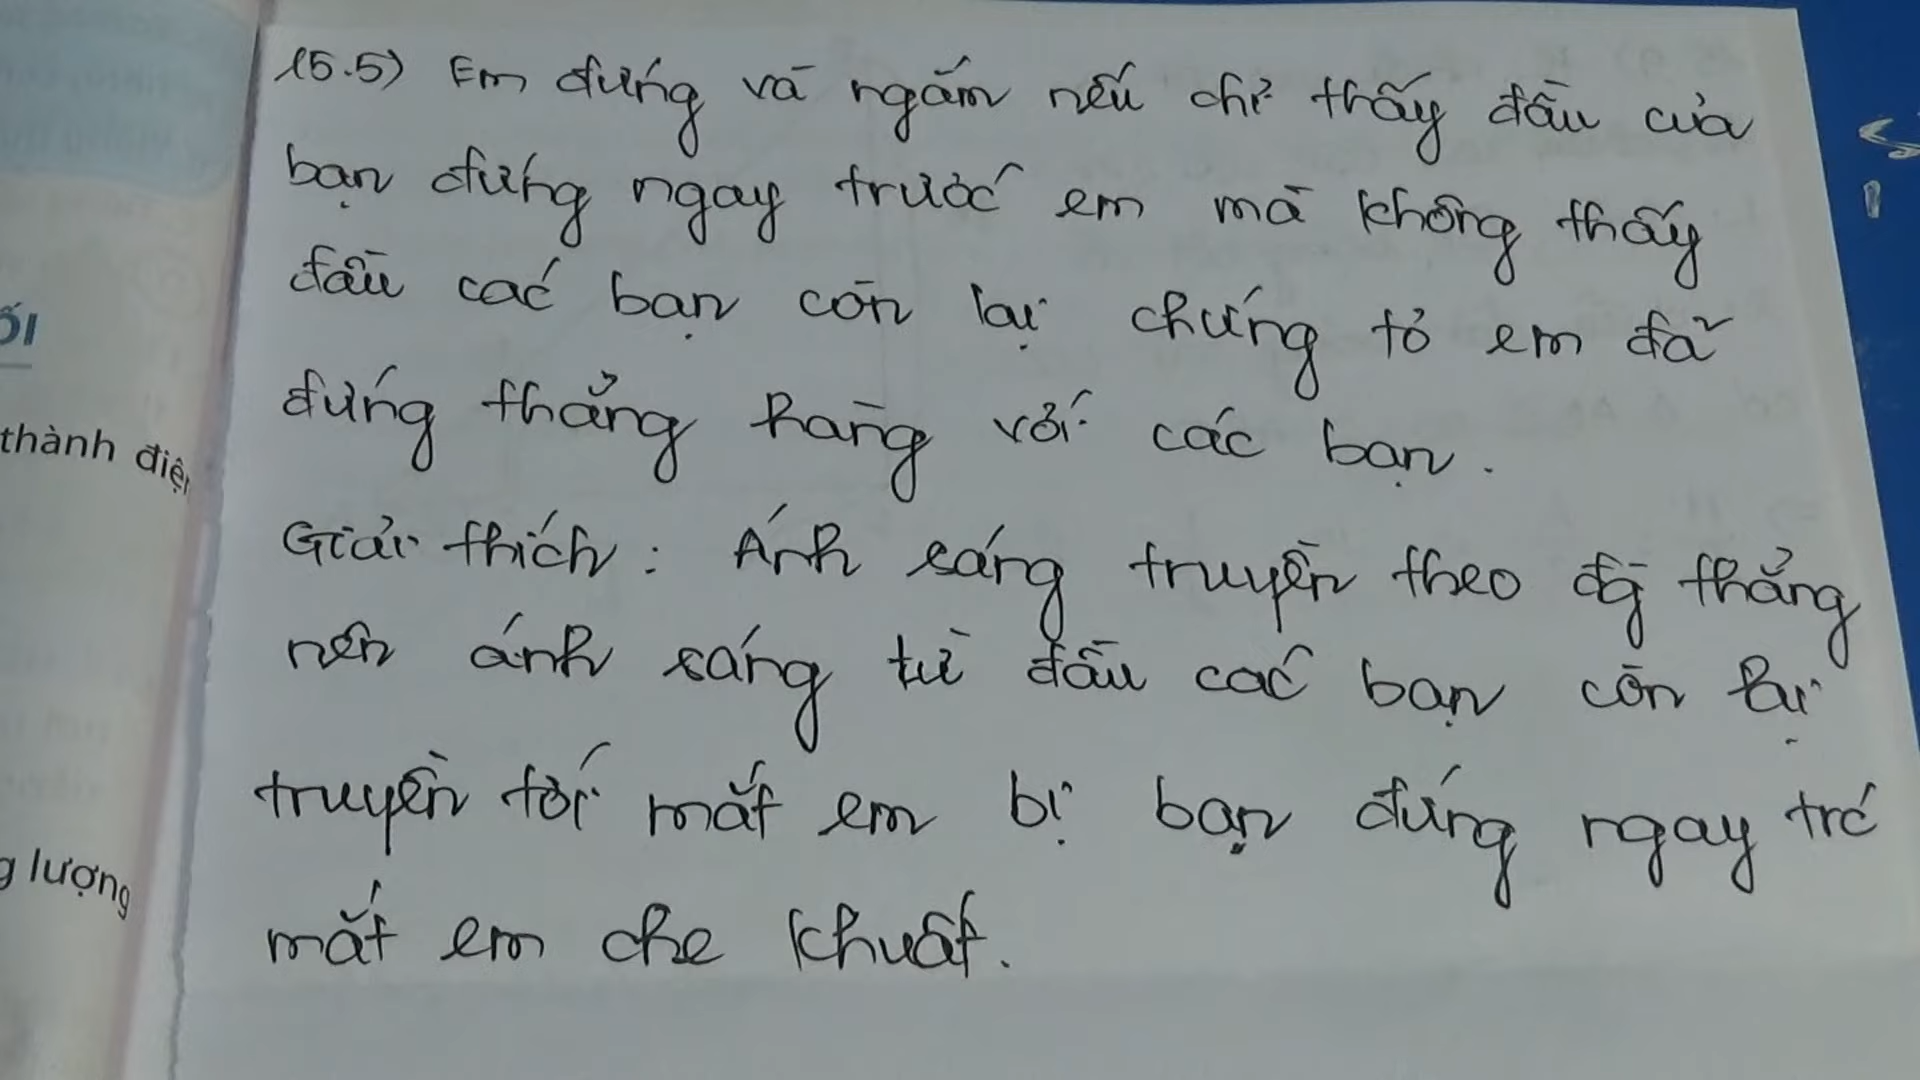 15.5) Em đứng và ngắm nếu chỉ thấy đầu của
bạn đứng ngay trước em mà không thấy
đầu các bạn còn lại chứng tỏ em đã
đứng thẳng hàng với các bạn.
Giải thích: Ánh sáng truyền theo đg̀ thẳng
nên ánh sáng từ đầu các bạn còn lại
truyền tới mắt em bị bạn đứng ngay trc
mắt em che khuất.
ỐI
thành điện
g lượng